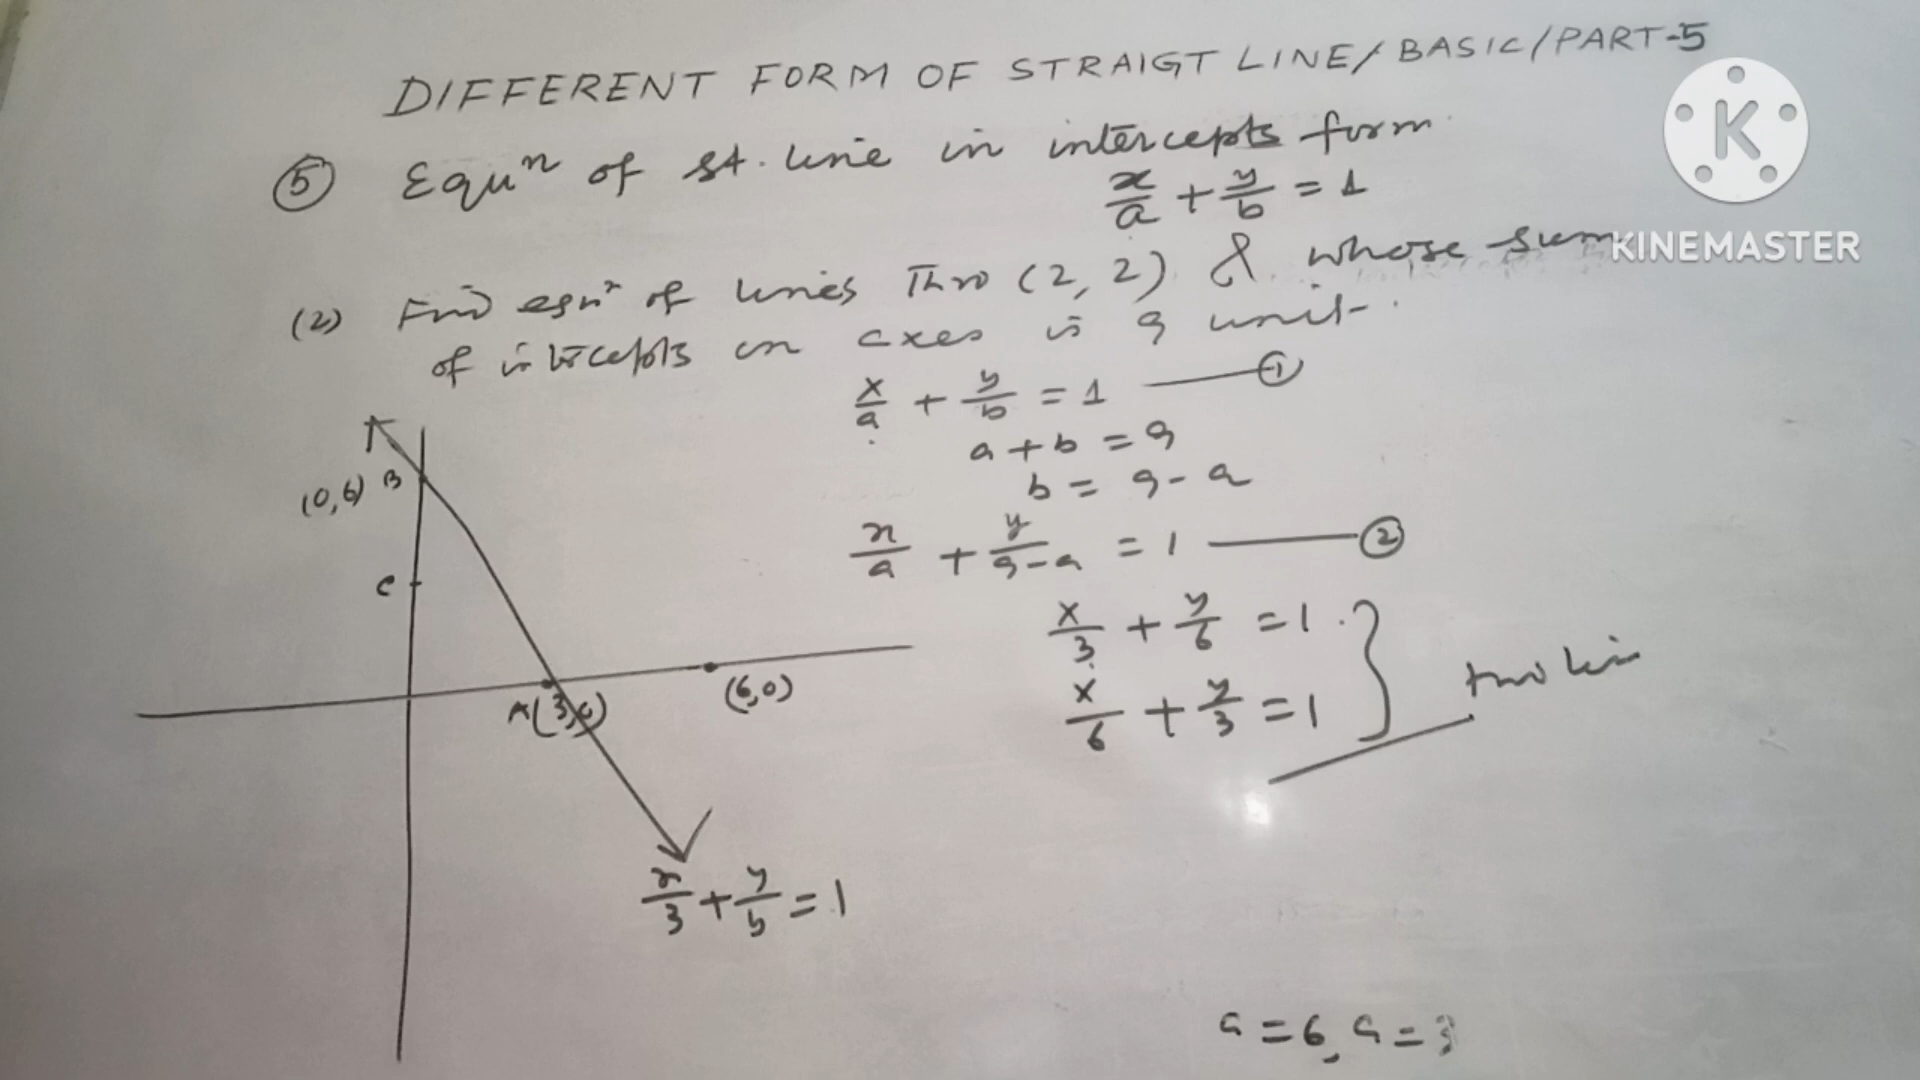 DIFFERENT FORM OF STRAIGT LINE/BASIC/PART-5
⑤ Equⁿ of st. line in intercepts form
x/a + y/b = 1
(2) Find eqnⁿ of lines Thro (2, 2) & whose sum
of intercepts on axes is 9 unit.
x/a + y/b = 1 —— ①
a + b = 9
b = 9 - a
x/a + y/9-a = 1 —— ②
x/3 + y/6 = 1
x/6 + y/3 = 1 } two line
(0,6) B
C
A(3,0)
(6,0)
x/3 + y/6 = 1
a = 6, a = 3
K
KINEMASTER